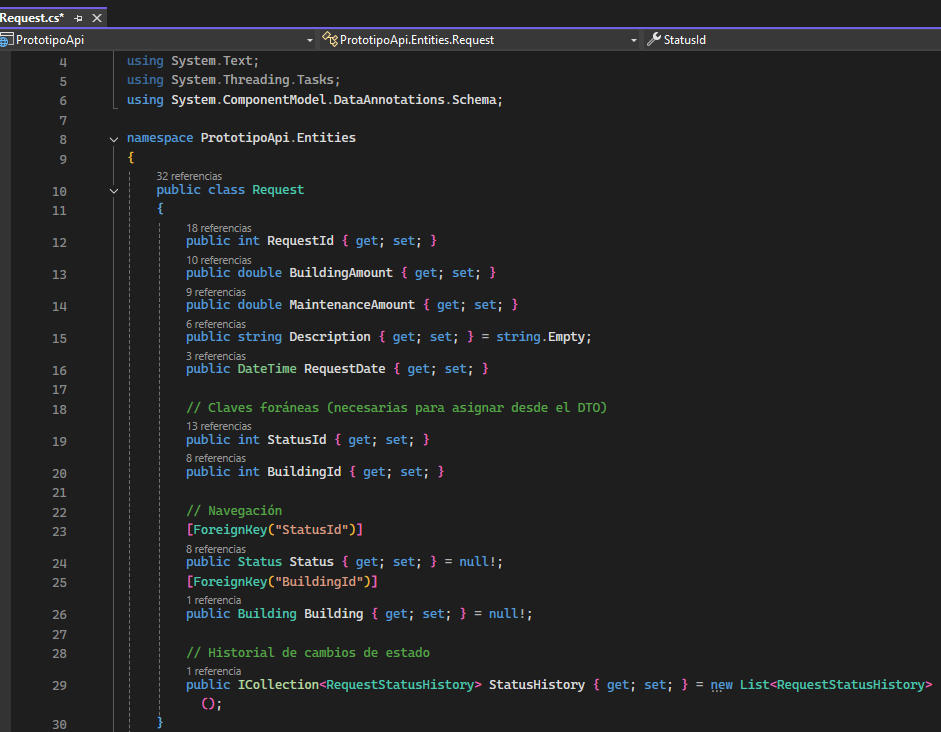 Request.cs*
PrototipoApi
PrototipoApi.Entities.Request
StatusId
4 using System.Text;
5 using System.Threading.Tasks;
6 using System.ComponentModel.DataAnnotations.Schema;
7
8 namespace PrototipoApi.Entities
9 {
32 referencias
10 public class Request
11 {
18 referencias
12 public int RequestId { get; set; }
10 referencias
13 public double BuildingAmount { get; set; }
9 referencias
14 public double MaintenanceAmount { get; set; }
6 referencias
15 public string Description { get; set; } = string.Empty;
3 referencias
16 public DateTime RequestDate { get; set; }
17
18 // Claves foráneas (necesarias para asignar desde el DTO)
13 referencias
19 public int StatusId { get; set; }
8 referencias
20 public int BuildingId { get; set; }
21
22 // Navegación
23 [ForeignKey("StatusId")]
8 referencias
24 public Status Status { get; set; } = null!;
25 [ForeignKey("BuildingId")]
1 referencia
26 public Building Building { get; set; } = null!;
27
28 // Historial de cambios de estado
1 referencia
29 public ICollection<RequestStatusHistory> StatusHistory { get; set; } = new List<RequestStatusHistory>
();
30 }